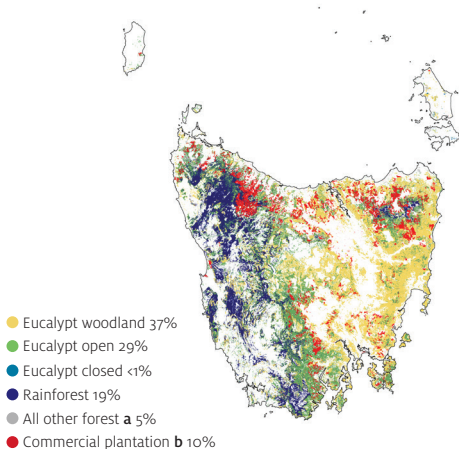 Eucalypt woodland 37%
Eucalypt open 29%
Eucalypt closed <1%
Rainforest 19%
All other forest a 5%
Commercial plantation b 10%